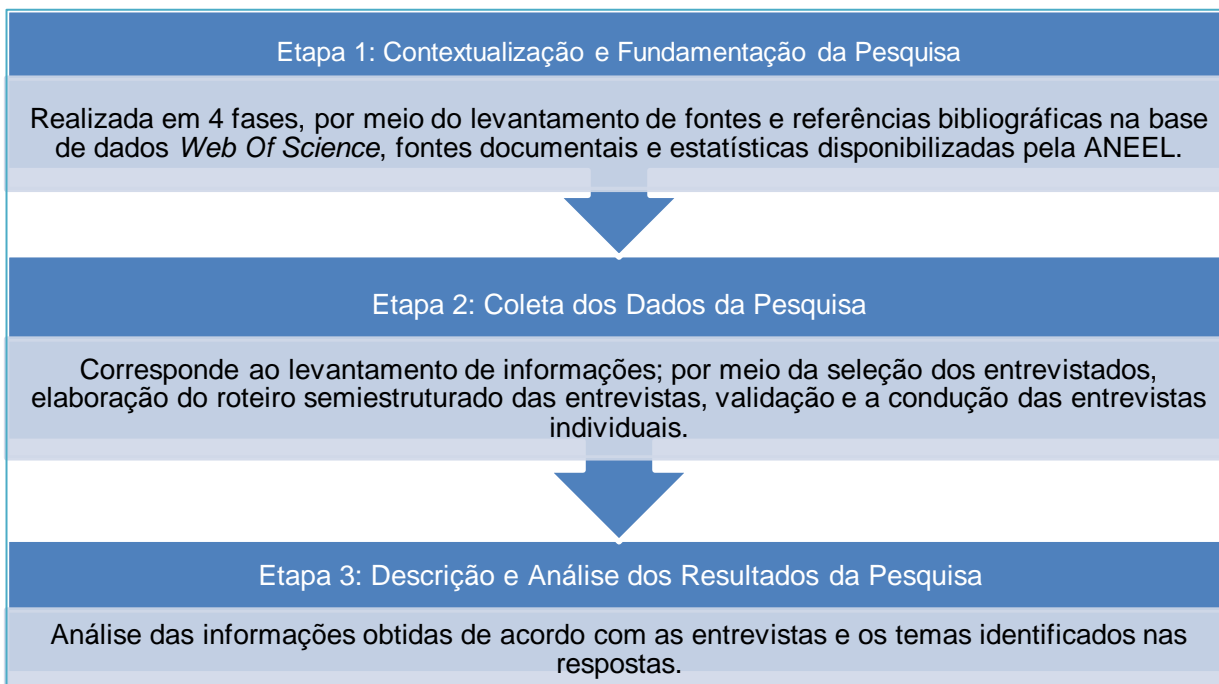 Etapa 1: Contextualização e Fundamentação da Pesquisa
Realizada em 4 fases, por meio do levantamento de fontes e referências bibliográficas na base
de dados Web Of Science, fontes documentais e estatísticas disponibilizadas pela ANEEL.
Etapa 2: Coleta dos Dados da Pesquisa
Corresponde ao levantamento de informações; por meio da seleção dos entrevistados,
elaboração do roteiro semiestruturado das entrevistas, validação e a condução das entrevistas
individuais.
Etapa 3: Descrição e Análise dos Resultados da Pesquisa
Análise das informações obtidas de acordo com as entrevistas e os temas identificados nas
respostas.